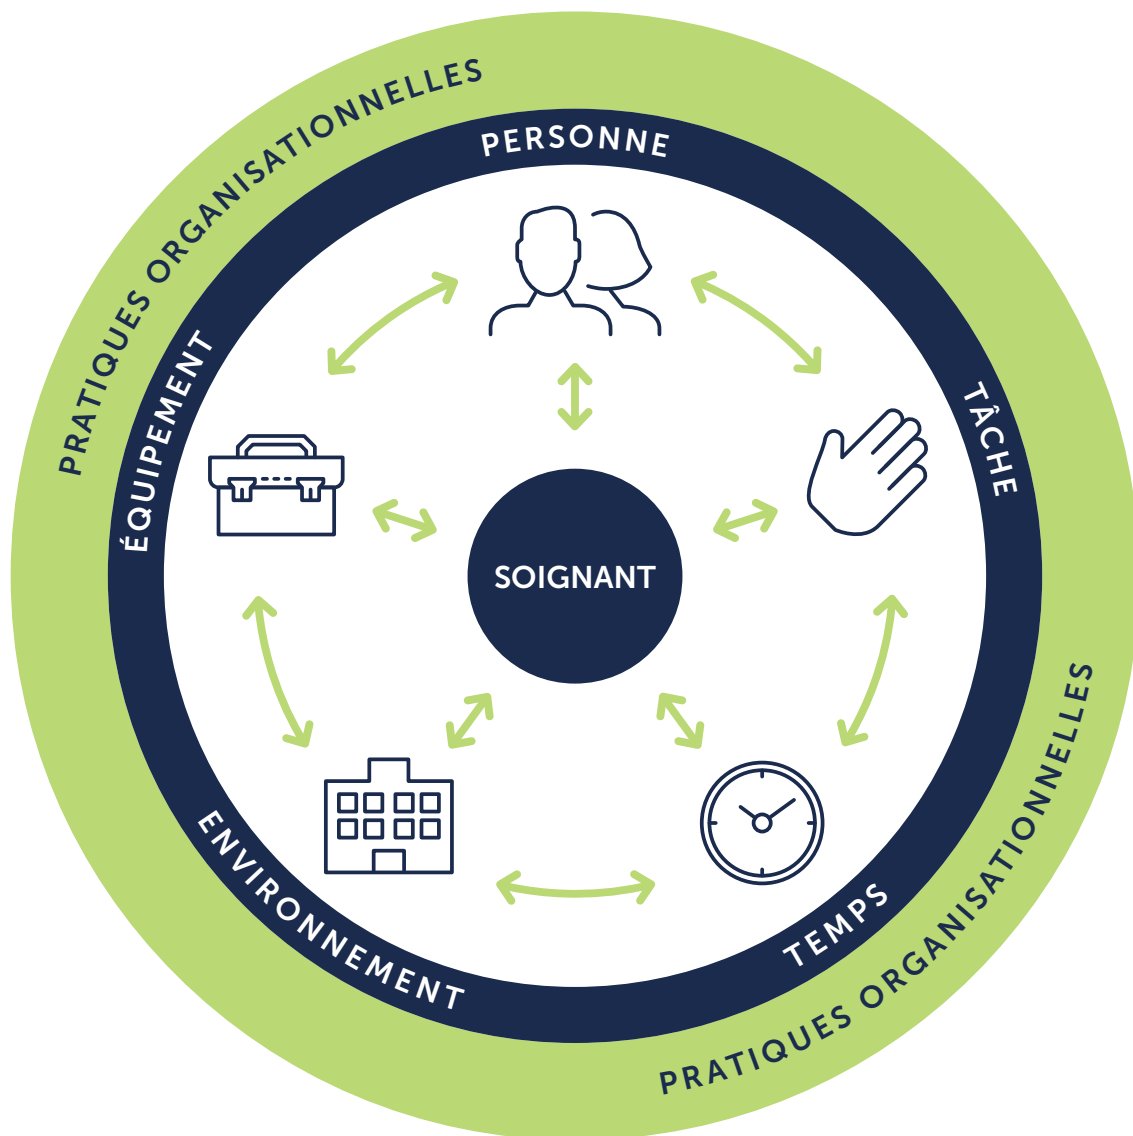 PRATIQUES ORGANISATIONNELLES
PERSONNE
TÂCHE
ÉQUIPEMENT
SOIGNANT
ENVIRONNEMENT
TEMPS
PRATIQUES ORGANISATIONNELLES